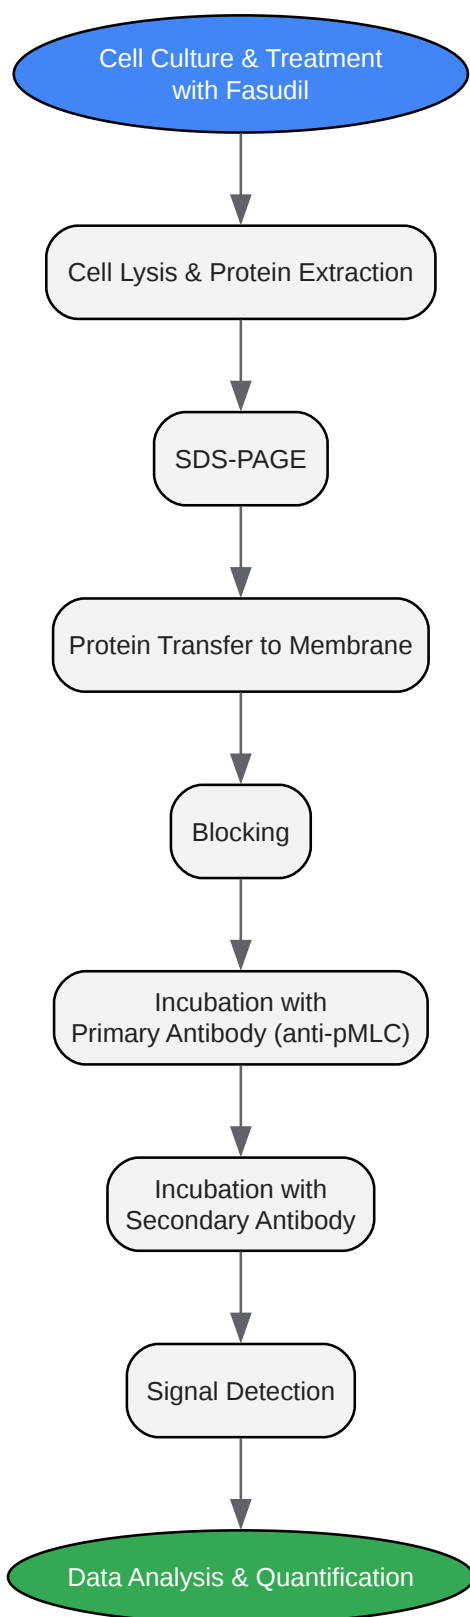 Cell Culture & Treatment
with Fasudil
Cell Lysis & Protein Extraction
SDS-PAGE
Protein Transfer to Membrane
Blocking
Incubation with
Primary Antibody (anti-pMLC)
Incubation with
Secondary Antibody
Signal Detection
Data Analysis & Quantification